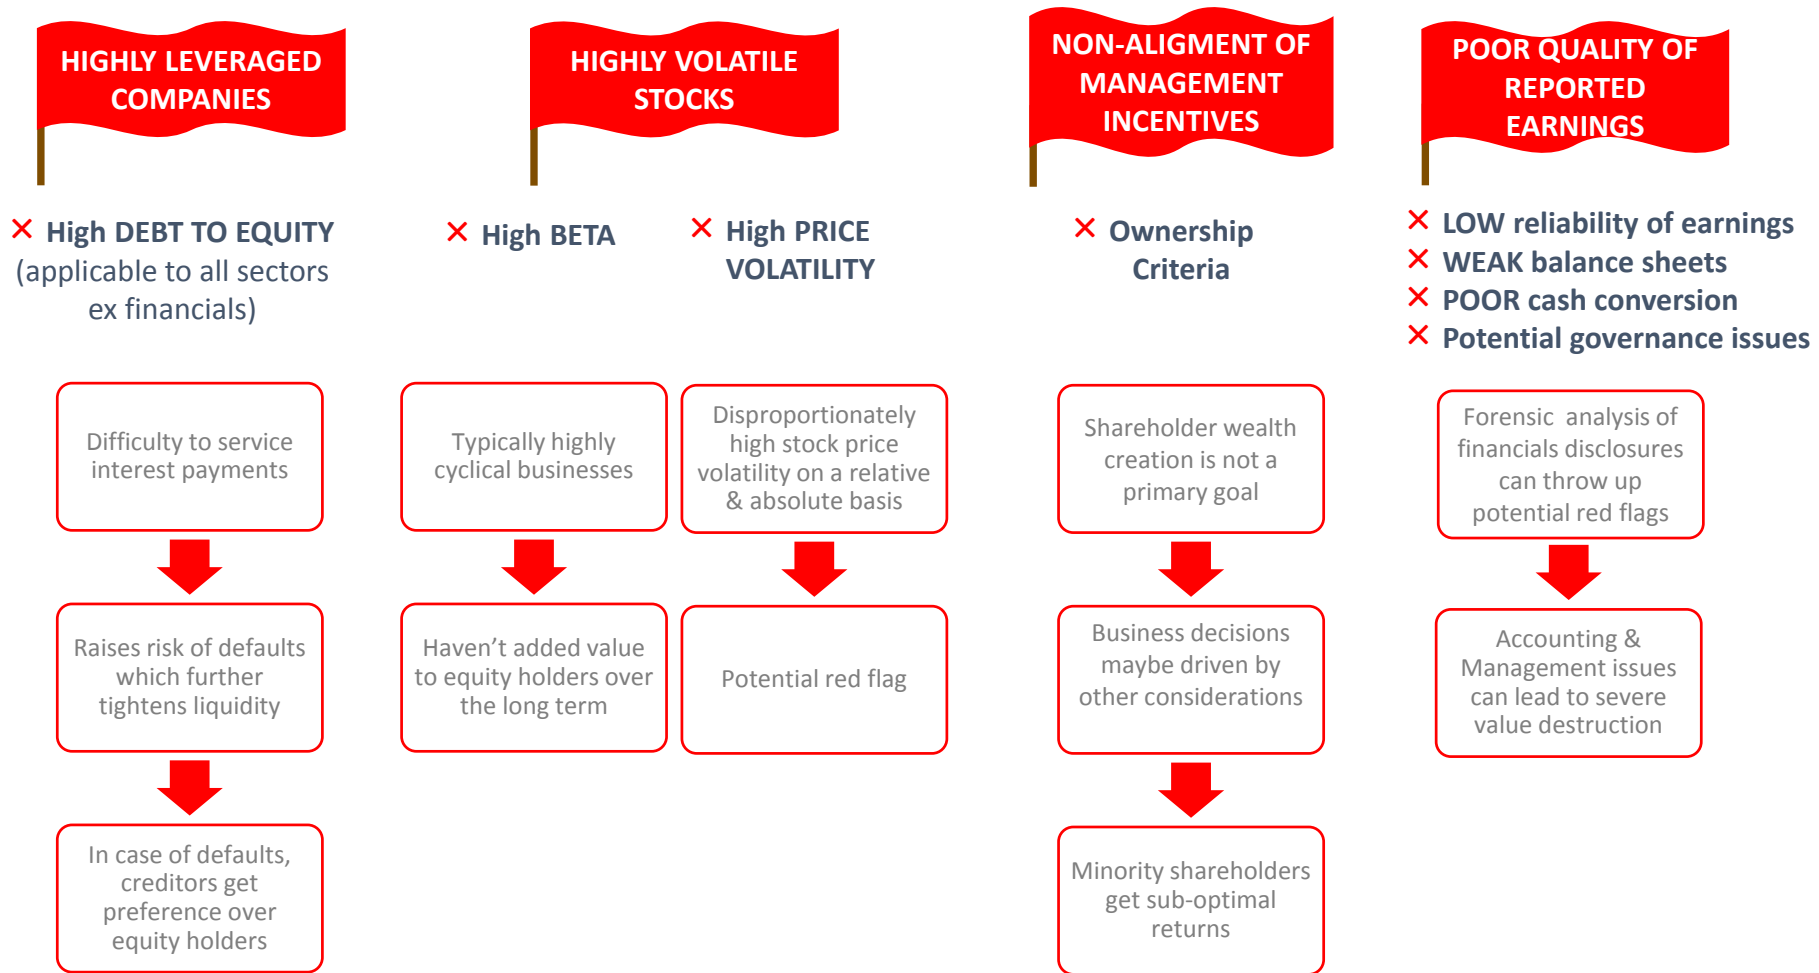 HIGHLY LEVERAGED
COMPANIES
HIGHLY VOLATILE
STOCKS
NON-ALIGMENT OF
MANAGEMENT
INCENTIVES
POOR QUALITY OF
REPORTED
EARNINGS
× High DEBT TO EQUITY
(applicable to all sectors
ex financials)
× High BETA
× High PRICE
VOLATILITY
× Ownership
Criteria
× LOW reliability of earnings
× WEAK balance sheets
× POOR cash conversion
× Potential governance issues
Difficulty to service
interest payments
Raises risk of defaults
which further
tightens liquidity
In case of defaults,
creditors get
preference over
equity holders
Typically highly
cyclical businesses
Haven’t added value
to equity holders over
the long term
Disproportionately
high stock price
volatility on a relative
& absolute basis
Potential red flag
Shareholder wealth
creation is not a
primary goal
Business decisions
maybe driven by
other considerations
Minority shareholders
get sub-optimal
returns
Forensic analysis of
financials disclosures
can throw up
potential red flags
Accounting &
Management issues
can lead to severe
value destruction